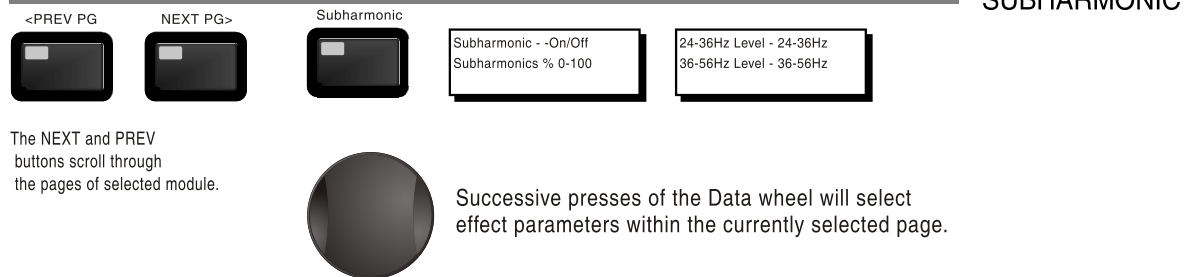 SUBHARMONIC
<PREV PG
NEXT PG>
Subharmonic
Subharmonic - -On/Off
Subharmonics % 0-100
24-36Hz Level - 24-36Hz
36-56Hz Level - 36-56Hz
The NEXT and PREV
buttons scroll through
the pages of selected module.
Successive presses of the Data wheel will select
effect parameters within the currently selected page.